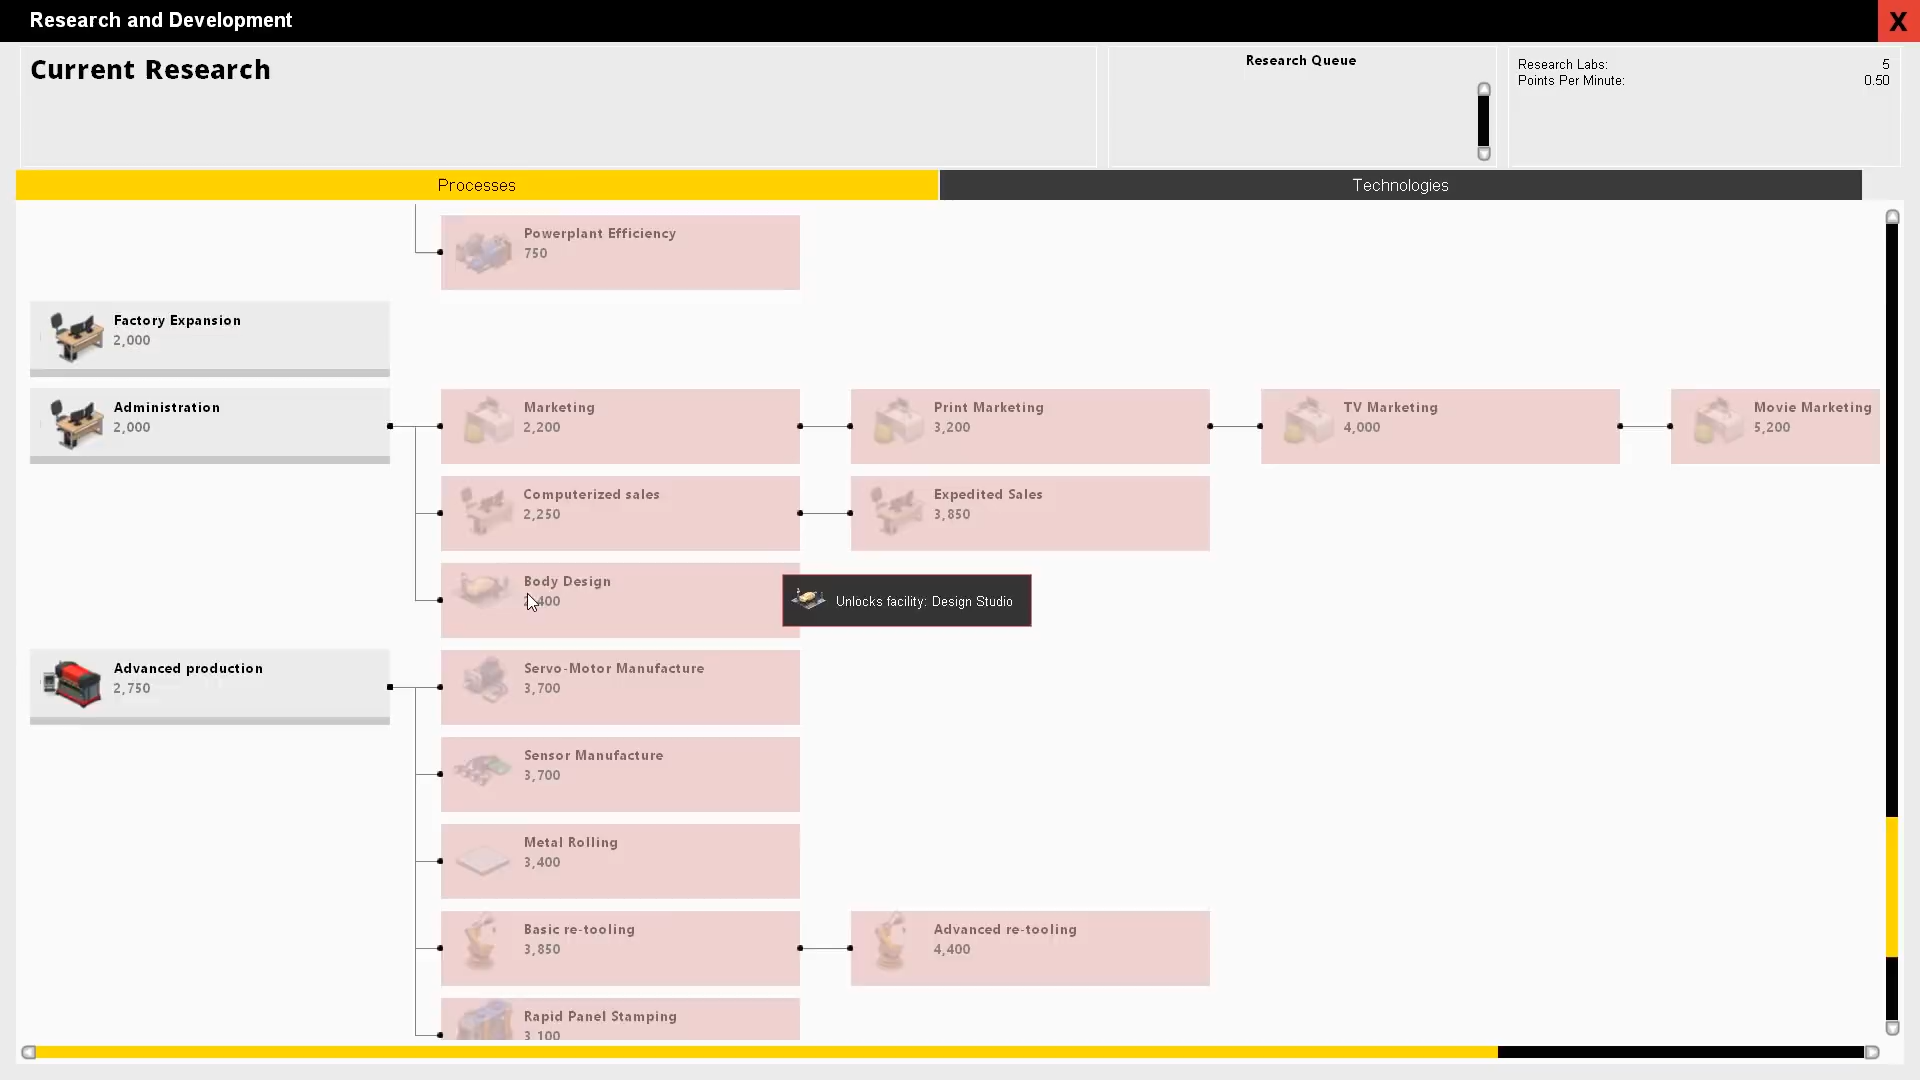 Research and Development
X
Current Research
Research Queue
Research Labs: 5
Points Per Minute: 0.50
Processes
Technologies
Powerplant Efficiency
750
Factory Expansion
2,000
Administration
2,000
Marketing
2,200
Print Marketing
3,200
TV Marketing
4,000
Movie Marketing
5,200
Computerized sales
2,250
Expedited Sales
3,850
Body Design
400
Unlocks facility: Design Studio
Advanced production
2,750
Servo-Motor Manufacture
3,700
Sensor Manufacture
3,700
Metal Rolling
3,400
Basic re-tooling
3,850
Advanced re-tooling
4,400
Rapid Panel Stamping
3,100